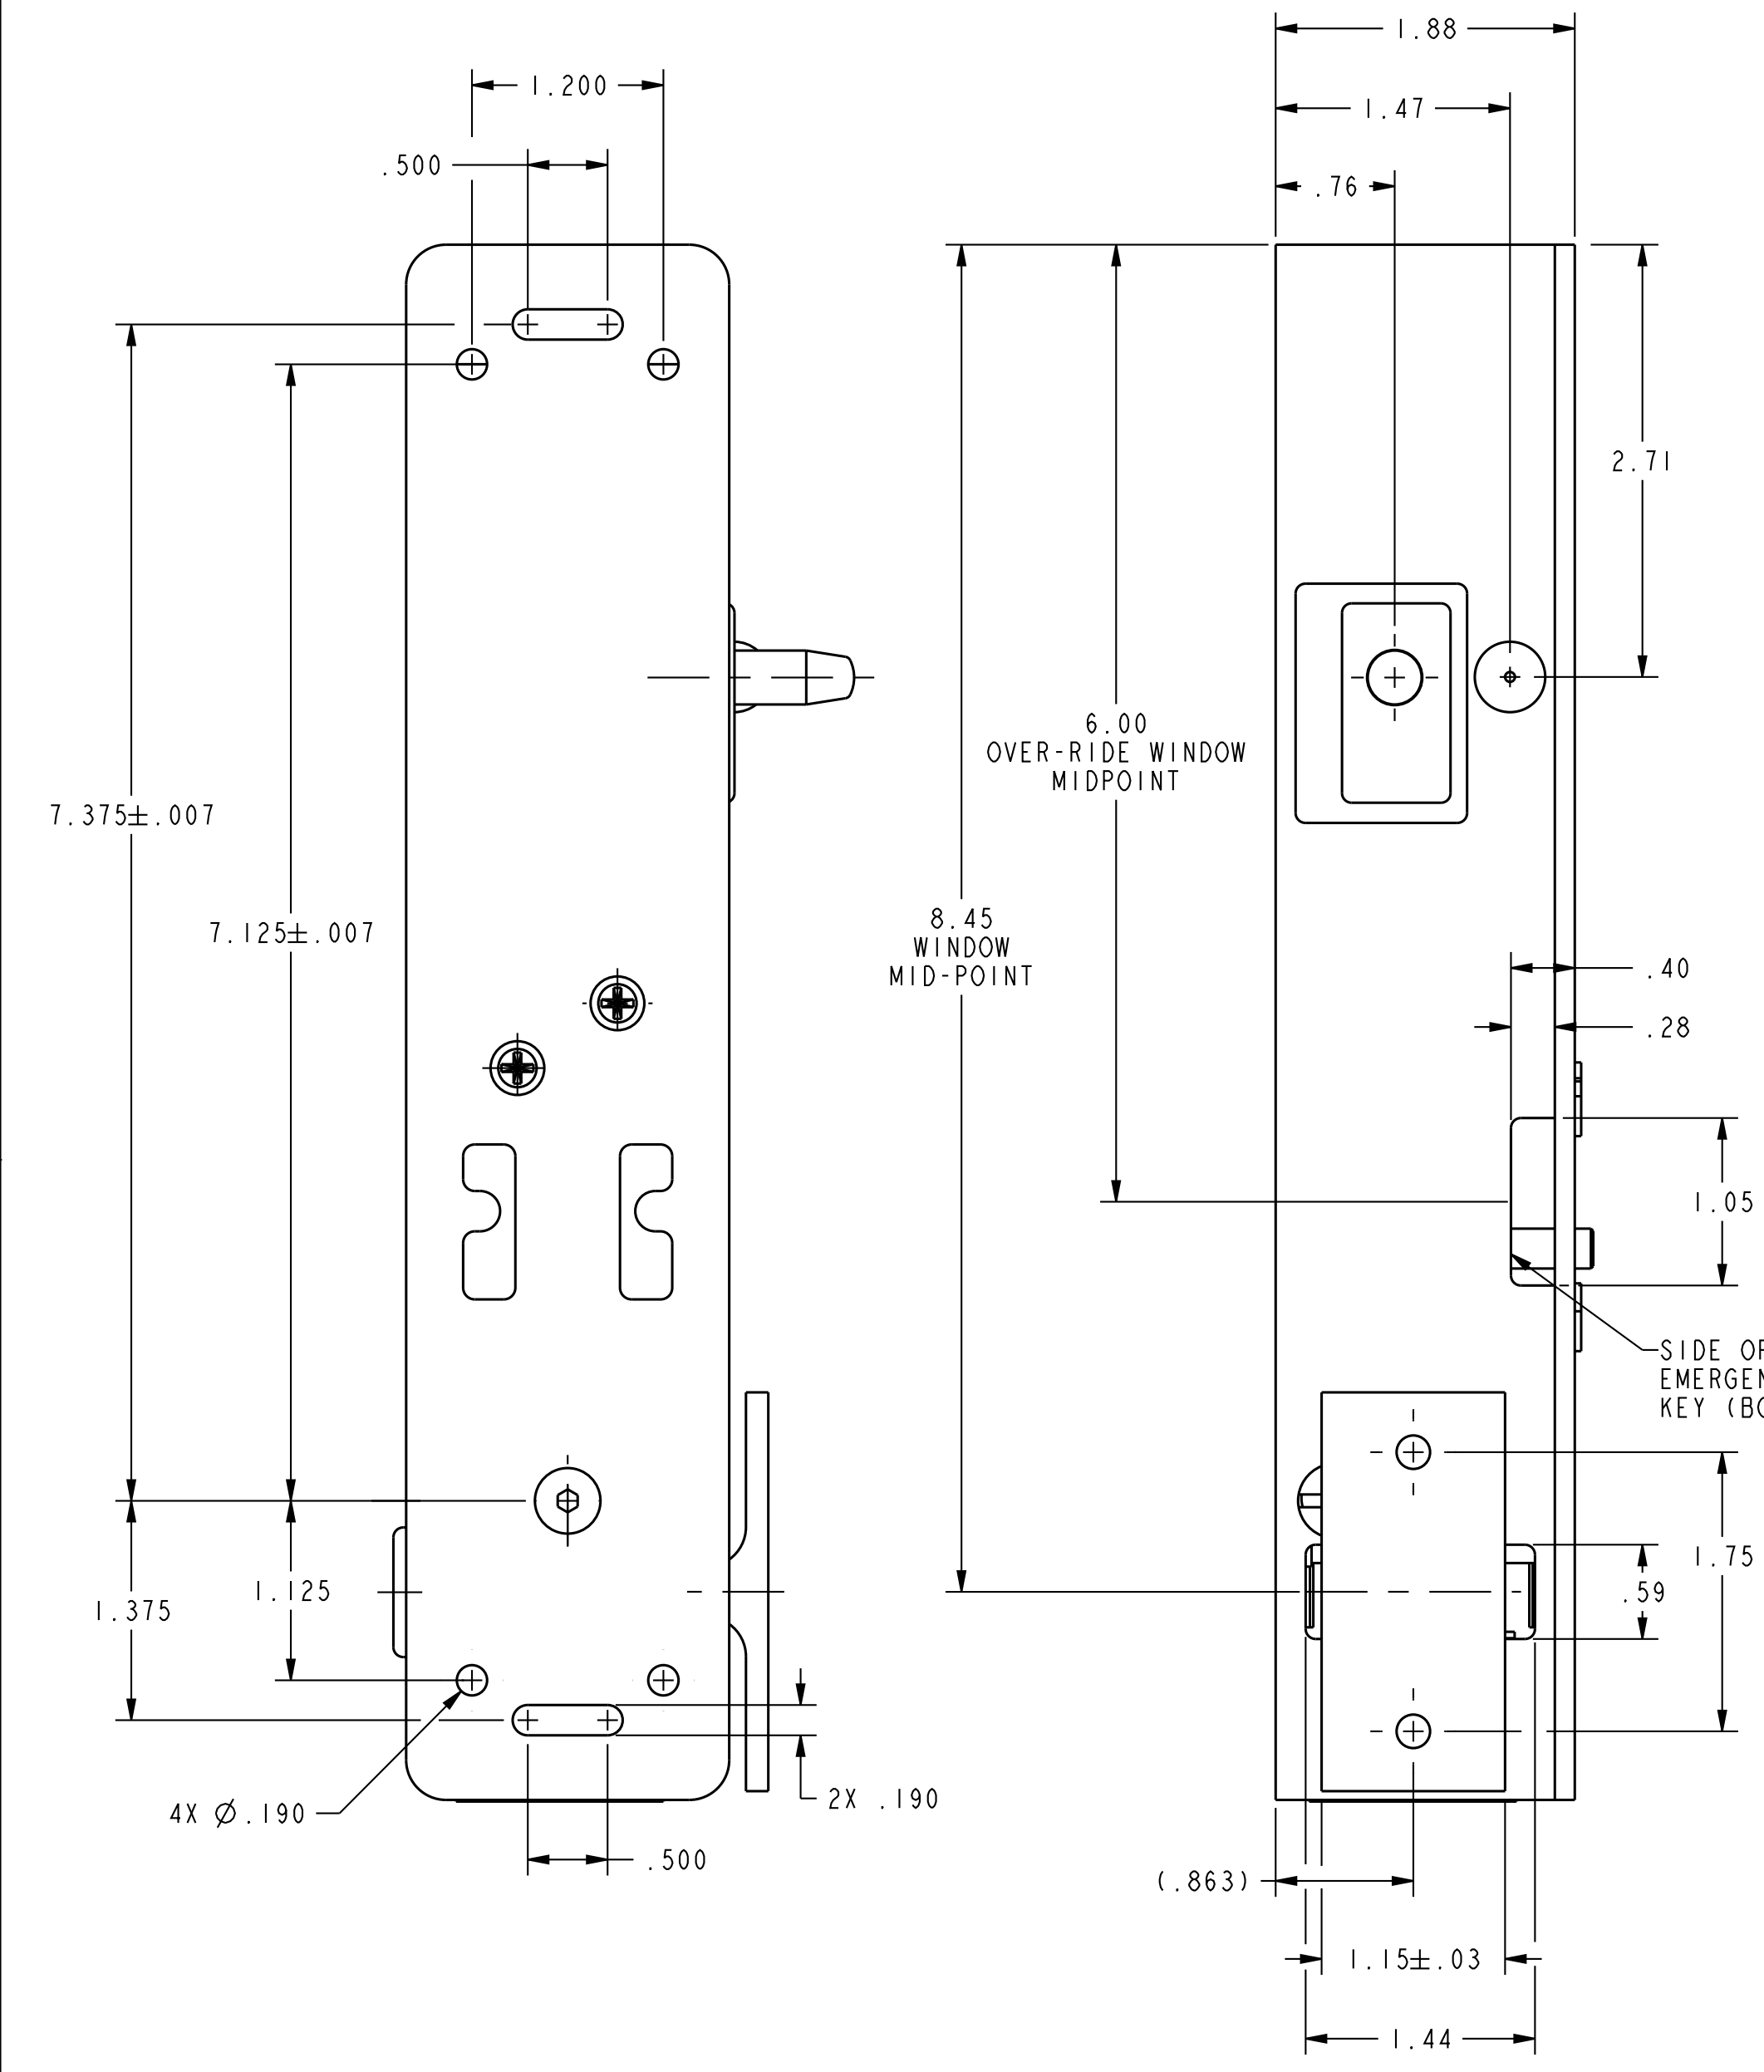 1.88
1.200
1.47
.500
.76
2.71
6.00
OVER-RIDE WINDOW
MIDPOINT
7.375±.007
7.125±.007
8.45
WINDOW
MID-POINT
.40
.28
1.05
SIDE OF
KEY
1.75
1.125
.59
1.375
2X .190
4X Ø.190
.500
(.863)
1.15±.03
1.44